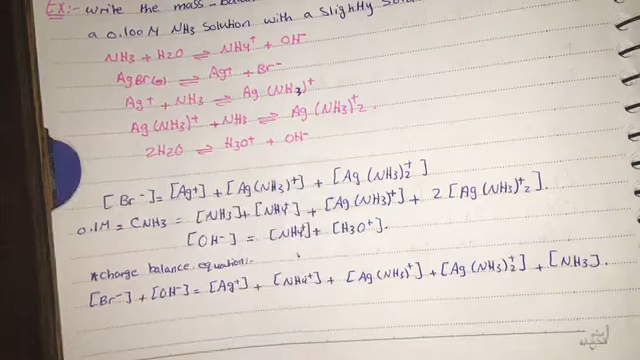 Ex:- Write the mass-
a 0.100M NH3 Solution with a Slightly
NH3 + H2O ⇌ NH4⁺ + OH⁻
AgBr(s) ⇌ Ag⁺ + Br⁻
Ag⁺ + NH3 ⇌ Ag(NH3)⁺
Ag(NH3)⁺ + NH3 ⇌ Ag(NH3)⁺2.
2H2O ⇌ H3O⁺ + OH⁻
[Br⁻] = [Ag⁺] + [Ag(NH3)⁺] + [Ag(NH3)2⁺]
0.1M = CNH3 = [NH3] + [NH4⁺] + [Ag(NH3)⁺] + 2[Ag(NH3)⁺2].
[OH⁻] = [NH4⁺] + [H3O⁺].
*Charge balance equation:-
[Br⁻] + [OH⁻] = [Ag⁺] + [NH4⁺] + [Ag(NH3)⁺] + [Ag(NH3)2⁺] + [NH3].